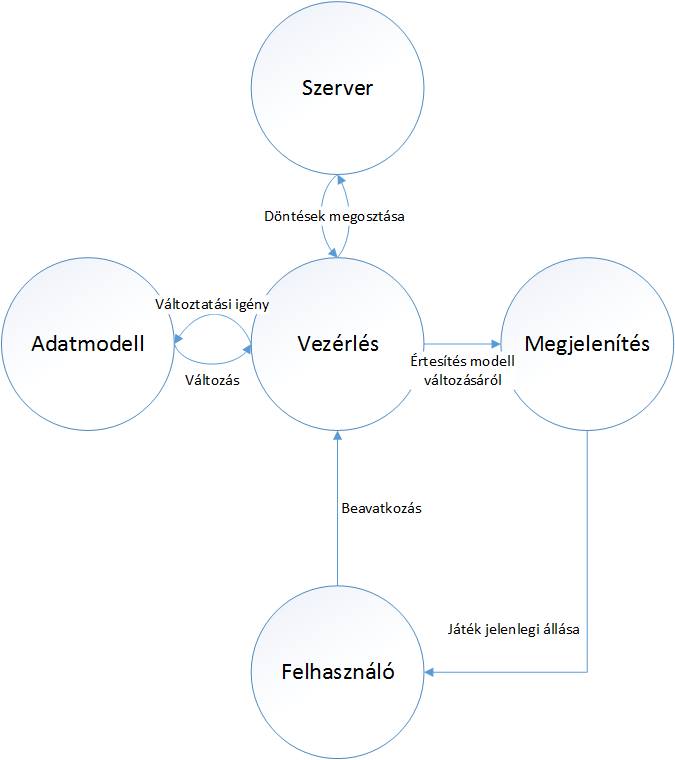 Szerver
Döntések megosztása
Változtatási igény
Adatmodell
Vezérlés
Megjelenítés
Értesítés modell
változásáról
Változás
Beavatkozás
Játék jelenlegi állása
Felhasználó